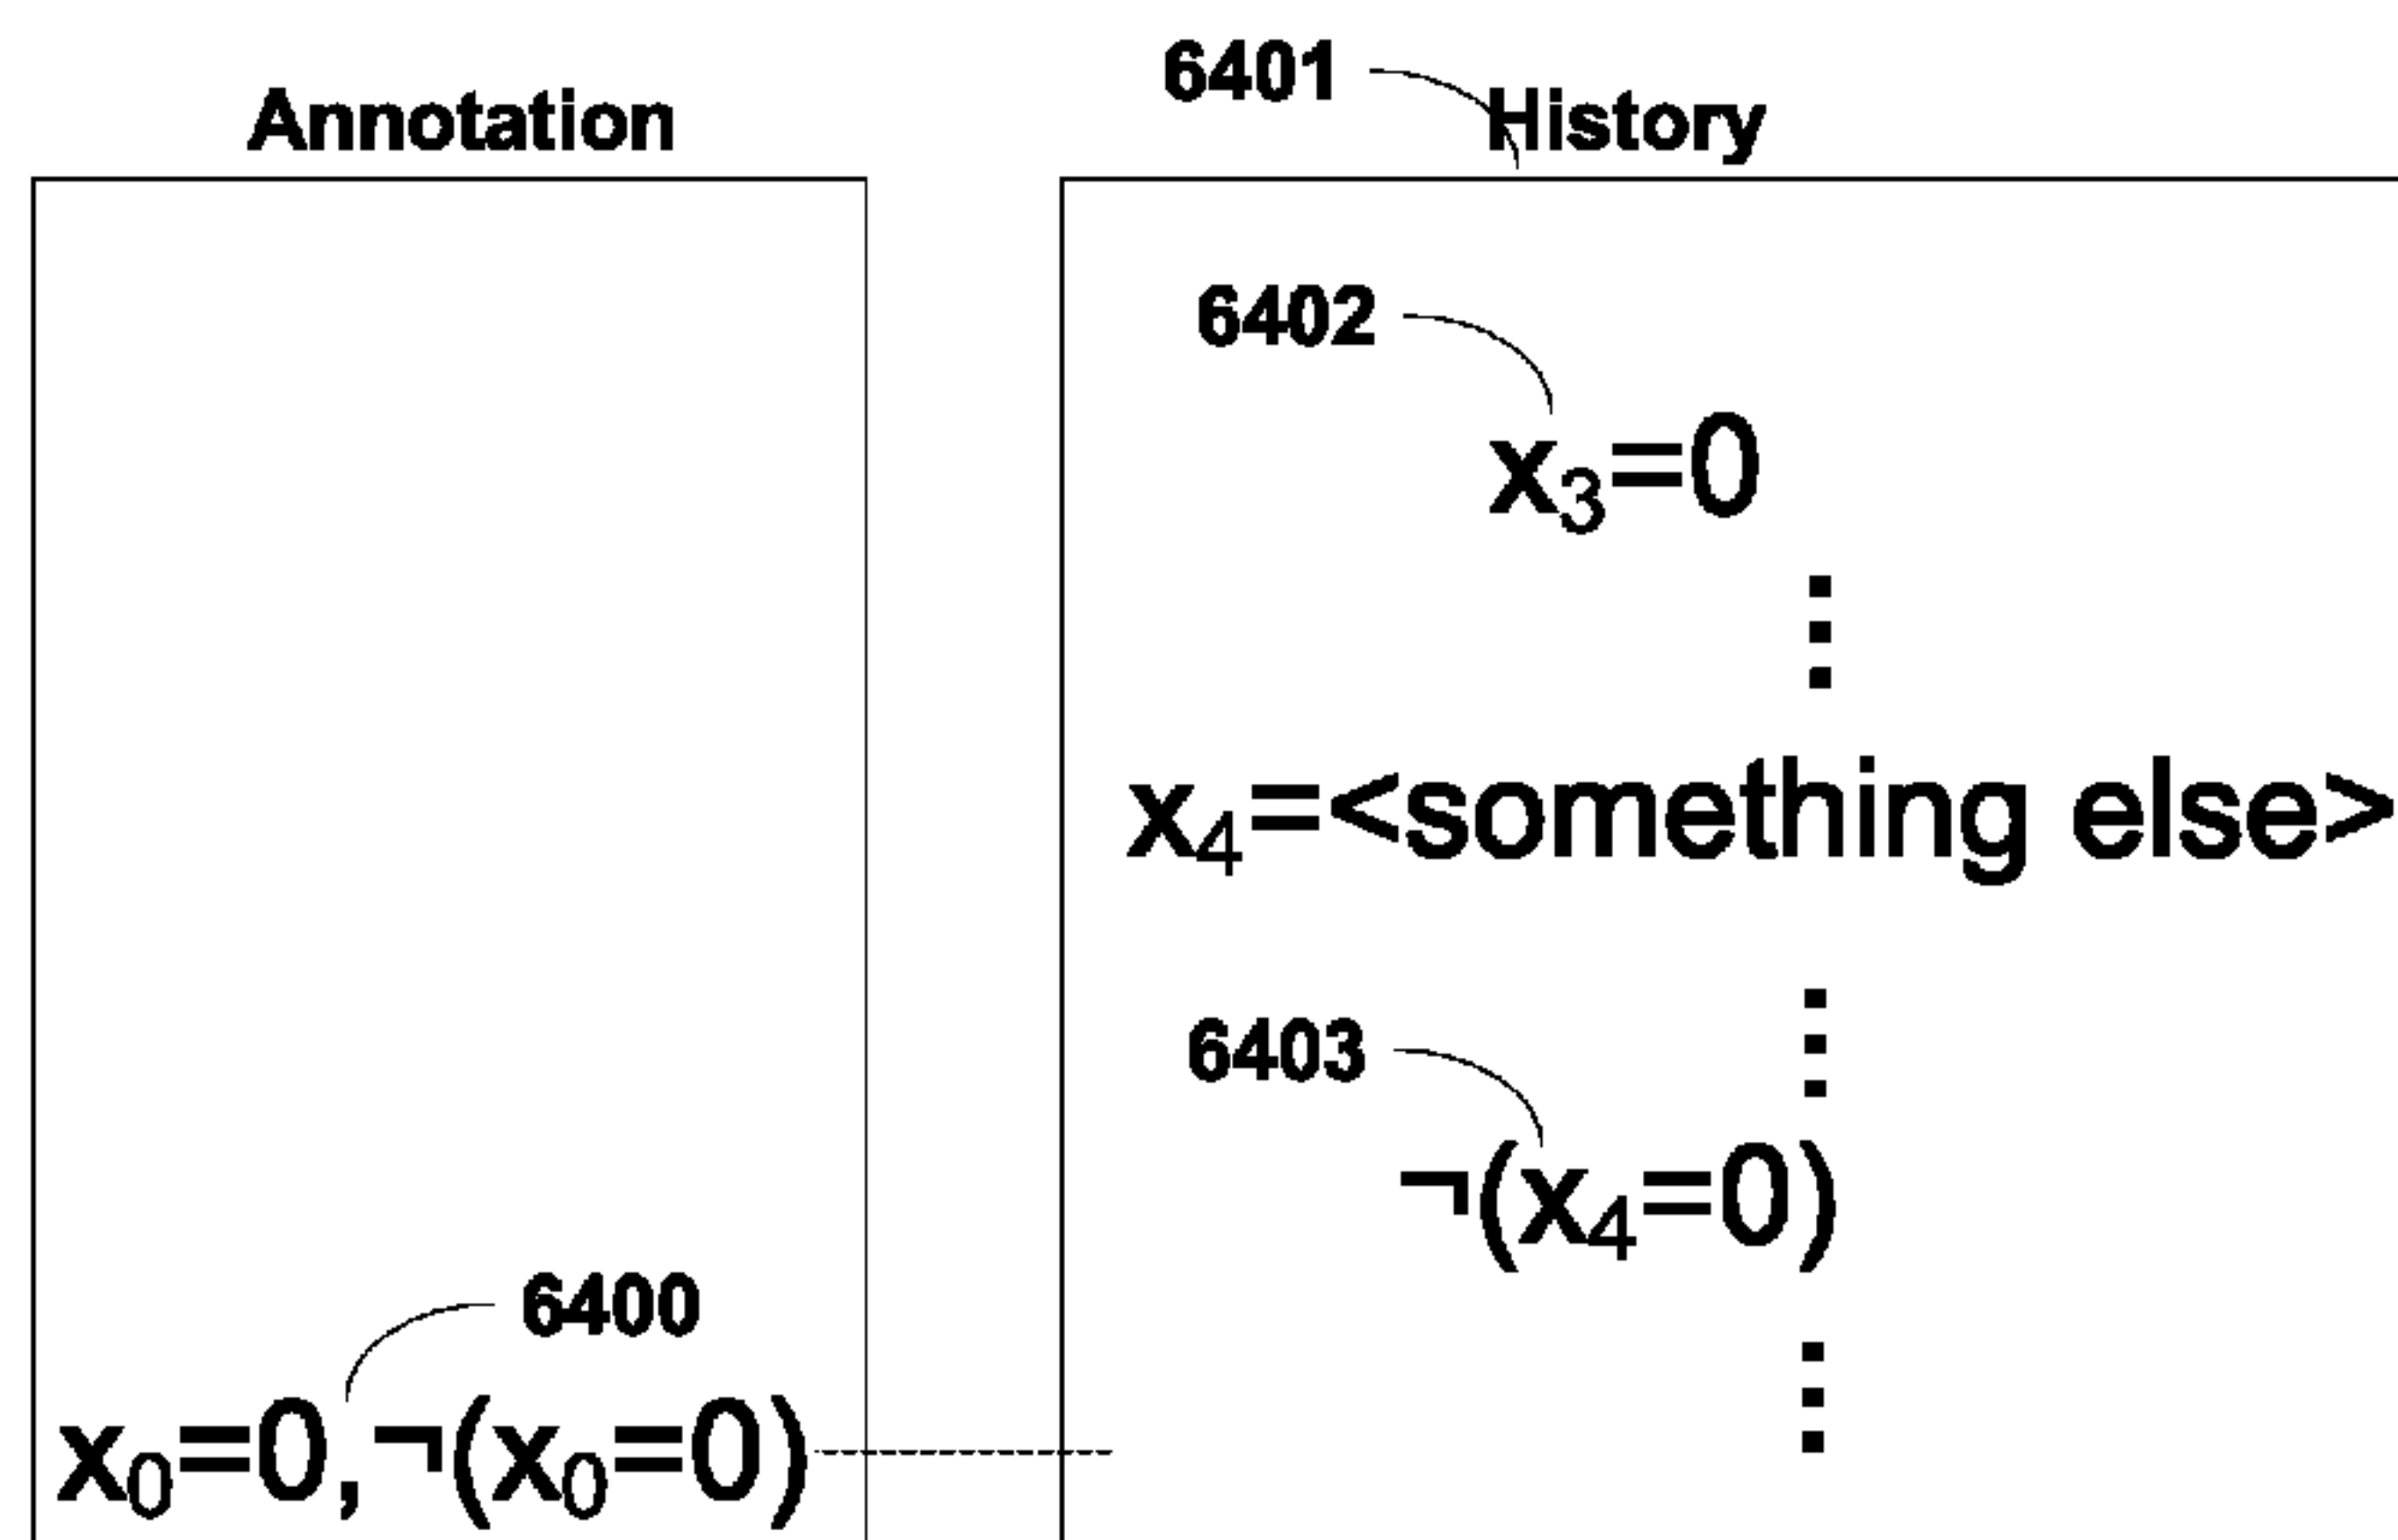 6401
Annotation
History
6402
x₃=0
x₄=<something else>
6403
¬(x₄=0)
6400
x₀=0,¬(x₀=0)